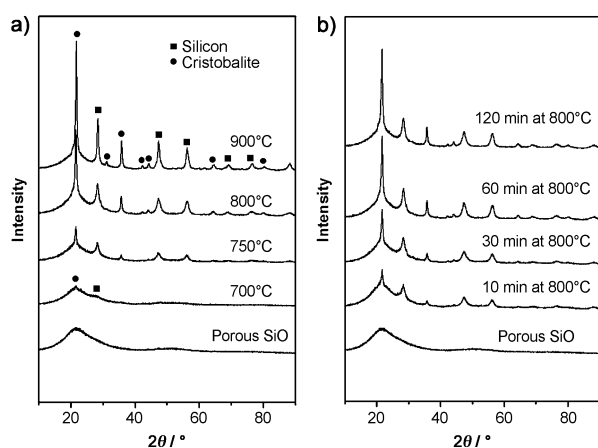 a)
■ Silicon
● Cristobalite
900°C
800°C
750°C
700°C
Porous SiO
Intensity
20 40 60 80
2θ / °
b)
120 min at 800°C
60 min at 800°C
30 min at 800°C
10 min at 800°C
Porous SiO
Intensity
20 40 60 80
2θ / °